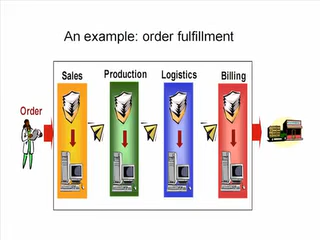 An example: order fulfillment
Sales
Production
Logistics
Billing
Order